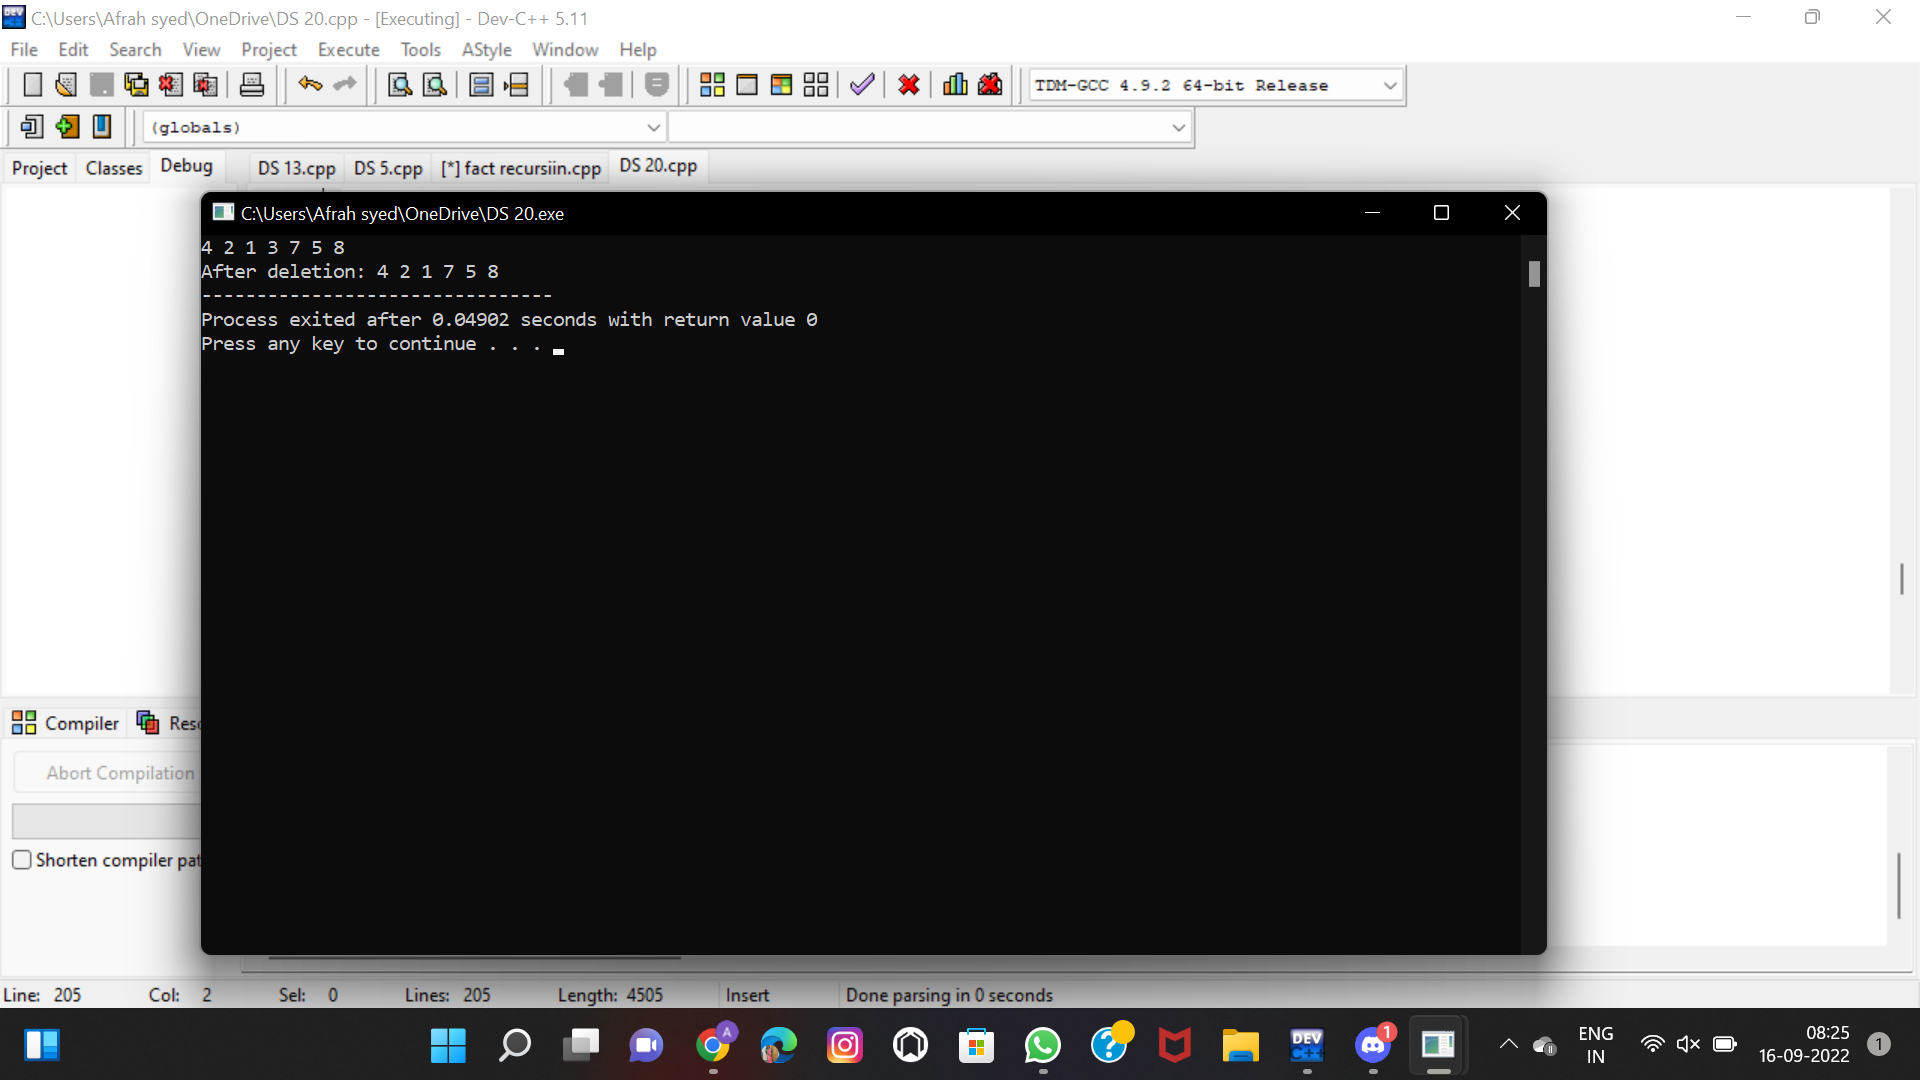 C:\Users\Afrah syed\OneDrive\DS 20.cpp - [Executing] - Dev-C++ 5.11
File Edit Search View Project Execute Tools AStyle Window Help
TDM-GCC 4.9.2 64-bit Release
(globals)
Project Classes Debug DS 13.cpp DS 5.cpp [*] fact recursiin.cpp DS 20.cpp
C:\Users\Afrah syed\OneDrive\DS 20.exe
4 2 1 3 7 5 8
After deletion: 4 2 1 7 5 8
--------------------------------
Process exited after 0.04902 seconds with return value 0
Press any key to continue . . .
Compiler Reso
Abort Compilation
Shorten compiler pat
Line: 205 Col: 2 Sel: 0 Lines: 205 Length: 4505 Insert Done parsing in 0 seconds
A
DEV
C++
1
ENG
IN
08:25
16-09-2022
1